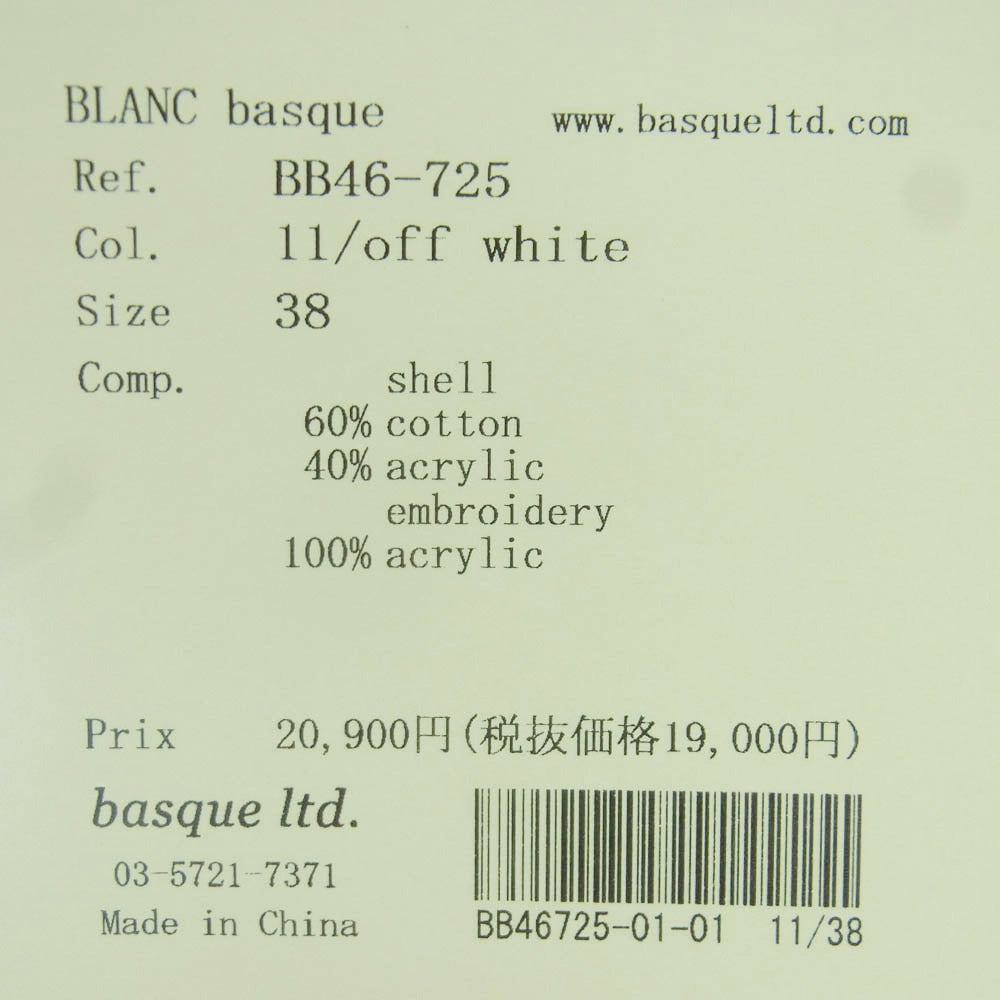 BLANC basque www.basqueltd.com
Ref. BB46-725
Col. 11/off white
Size 38
Comp. shell
60% cotton
40% acrylic
embroidery
100% acrylic
Prix 20,900円(税抜価格19,000円)
basque ltd.
03-5721-7371
Made in China
BB46725-01-01 11/38